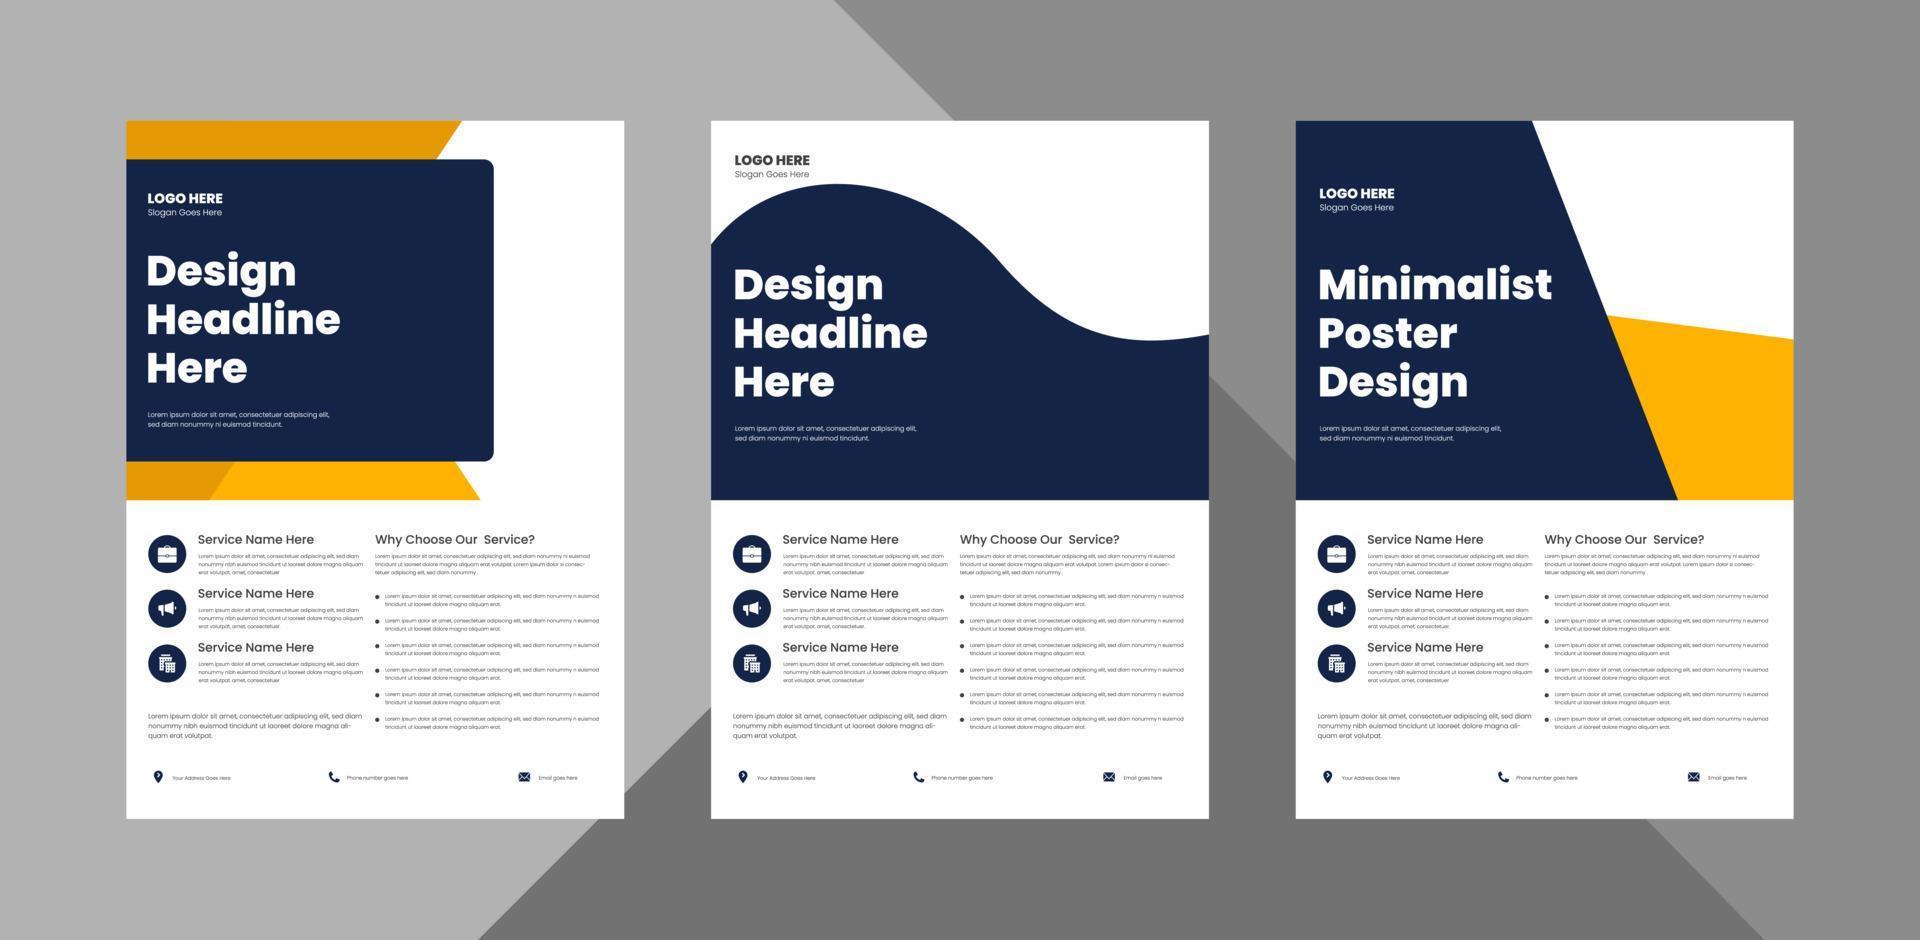 LOGO HERE
Slogan Goes Here
Design
Headline
Here
Lorem ipsum dolor sit amet, consectetuer adipiscing elit,
sed diam nonummy ni euismod tincidunt.
Service Name Here
Lorem ipsum dolor sit amet, consectetuer adipiscing elit, sed diam
nonummy nibh euismod tincidunt ut laoreet dolore magna aliquam
erat volutpat. amet, consectetuer
Service Name Here
Lorem ipsum dolor sit amet, consectetuer adipiscing elit, sed diam
nonummy nibh euismod tincidunt ut laoreet dolore magna aliquam
erat volutpat. amet, consectetuer
Service Name Here
Lorem ipsum dolor sit amet, consectetuer adipiscing elit, sed diam
nonummy nibh euismod tincidunt ut laoreet dolore magna aliquam
erat volutpat. amet, consectetuer
Lorem ipsum dolor sit amet, consectetuer adipiscing elit, sed diam
nonummy nibh euismod tincidunt ut laoreet dolore magna ali-
quam erat volutpat.
Why Choose Our Service?
Lorem ipsum dolor sit amet, consectetuer adipiscing elit, sed diam nonummy ni euismod
tincidunt ut laoreet dolore magna aliquam erat volutpat. Lorem ipsum dolor si consec-
tetuer adipiscing elit, sed diam nonummy .
Lorem ipsum dolor sit amet, consectetuer adipiscing elit, sed diam nonummy n euismod
tincidunt ut laoreet dolore magna aliquam erat.
Lorem ipsum dolor sit amet, consectetuer adipiscing elit, sed diam nonummy n euismod
tincidunt ut laoreet dolore magna aliquam erat.
Lorem ipsum dolor sit amet, consectetuer adipiscing elit, sed diam nonummy n euismod
tincidunt ut laoreet dolore magna aliquam erat.
Lorem ipsum dolor sit amet, consectetuer adipiscing elit, sed diam nonummy n euismod
tincidunt ut laoreet dolore magna aliquam erat.
Lorem ipsum dolor sit amet, consectetuer adipiscing elit, sed diam nonummy n euismod
tincidunt ut laoreet dolore magna aliquam erat.
Lorem ipsum dolor sit amet, consectetuer adipiscing elit, sed diam nonummy n euismod
tincidunt ut laoreet dolore magna aliquam erat.
Your Address Goes Here
Phone number goes here
Email goes here
LOGO HERE
Slogan Goes Here
Design
Headline
Here
Lorem ipsum dolor sit amet, consectetuer adipiscing elit,
sed diam nonummy ni euismod tincidunt.
Service Name Here
Lorem ipsum dolor sit amet, consectetuer adipiscing elit, sed diam
nonummy nibh euismod tincidunt ut laoreet dolore magna aliquam
erat volutpat. amet, consectetuer
Service Name Here
Lorem ipsum dolor sit amet, consectetuer adipiscing elit, sed diam
nonummy nibh euismod tincidunt ut laoreet dolore magna aliquam
erat volutpat. amet, consectetuer
Service Name Here
Lorem ipsum dolor sit amet, consectetuer adipiscing elit, sed diam
nonummy nibh euismod tincidunt ut laoreet dolore magna aliquam
erat volutpat. amet, consectetuer
Lorem ipsum dolor sit amet, consectetuer adipiscing elit, sed diam
nonummy nibh euismod tincidunt ut laoreet dolore magna ali-
quam erat volutpat.
Why Choose Our Service?
Lorem ipsum dolor sit amet, consectetuer adipiscing elit, sed diam nonummy ni euismod
tincidunt ut laoreet dolore magna aliquam erat volutpat. Lorem ipsum dolor si consec-
tetuer adipiscing elit, sed diam nonummy .
Lorem ipsum dolor sit amet, consectetuer adipiscing elit, sed diam nonummy n euismod
tincidunt ut laoreet dolore magna aliquam erat.
Lorem ipsum dolor sit amet, consectetuer adipiscing elit, sed diam nonummy n euismod
tincidunt ut laoreet dolore magna aliquam erat.
Lorem ipsum dolor sit amet, consectetuer adipiscing elit, sed diam nonummy n euismod
tincidunt ut laoreet dolore magna aliquam erat.
Lorem ipsum dolor sit amet, consectetuer adipiscing elit, sed diam nonummy n euismod
tincidunt ut laoreet dolore magna aliquam erat.
Lorem ipsum dolor sit amet, consectetuer adipiscing elit, sed diam nonummy n euismod
tincidunt ut laoreet dolore magna aliquam erat.
Lorem ipsum dolor sit amet, consectetuer adipiscing elit, sed diam nonummy n euismod
tincidunt ut laoreet dolore magna aliquam erat.
Your Address Goes Here
Phone number goes here
Email goes here
LOGO HERE
Slogan Goes Here
Minimalist
Poster
Design
Lorem ipsum dolor sit amet, consectetuer adipiscing elit,
sed diam nonummy ni euismod tincidunt.
Service Name Here
Lorem ipsum dolor sit amet, consectetuer adipiscing elit, sed diam
nonummy nibh euismod tincidunt ut laoreet dolore magna aliquam
erat volutpat. amet, consectetuer
Service Name Here
Lorem ipsum dolor sit amet, consectetuer adipiscing elit, sed diam
nonummy nibh euismod tincidunt ut laoreet dolore magna aliquam
erat volutpat. amet, consectetuer
Service Name Here
Lorem ipsum dolor sit amet, consectetuer adipiscing elit, sed diam
nonummy nibh euismod tincidunt ut laoreet dolore magna aliquam
erat volutpat. amet, consectetuer
Lorem ipsum dolor sit amet, consectetuer adipiscing elit, sed diam
nonummy nibh euismod tincidunt ut laoreet dolore magna ali-
quam erat volutpat.
Why Choose Our Service?
Lorem ipsum dolor sit amet, consectetuer adipiscing elit, sed diam nonummy ni euismod
tincidunt ut laoreet dolore magna aliquam erat volutpat. Lorem ipsum dolor si consec-
tetuer adipiscing elit, sed diam nonummy .
Lorem ipsum dolor sit amet, consectetuer adipiscing elit, sed diam nonummy n euismod
tincidunt ut laoreet dolore magna aliquam erat.
Lorem ipsum dolor sit amet, consectetuer adipiscing elit, sed diam nonummy n euismod
tincidunt ut laoreet dolore magna aliquam erat.
Lorem ipsum dolor sit amet, consectetuer adipiscing elit, sed diam nonummy n euismod
tincidunt ut laoreet dolore magna aliquam erat.
Lorem ipsum dolor sit amet, consectetuer adipiscing elit, sed diam nonummy n euismod
tincidunt ut laoreet dolore magna aliquam erat.
Lorem ipsum dolor sit amet, consectetuer adipiscing elit, sed diam nonummy n euismod
tincidunt ut laoreet dolore magna aliquam erat.
Lorem ipsum dolor sit amet, consectetuer adipiscing elit, sed diam nonummy n euismod
tincidunt ut laoreet dolore magna aliquam erat.
Your Address Goes Here
Phone number goes here
Email goes here